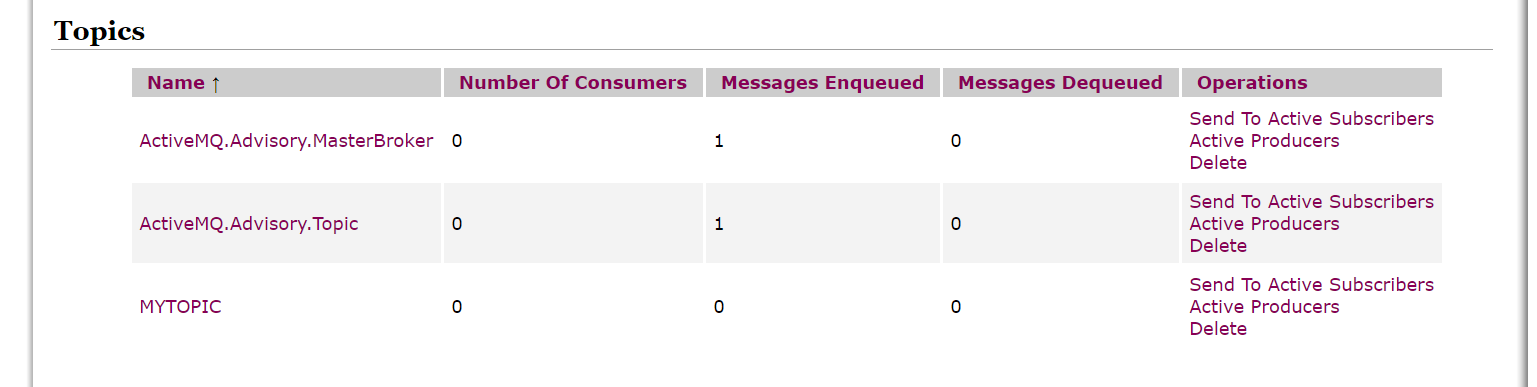 Topics
Name ↑ Number Of Consumers Messages Enqueued Messages Dequeued Operations
ActiveMQ.Advisory.MasterBroker 0 1 0 Send To Active Subscribers
Active Producers
Delete
ActiveMQ.Advisory.Topic 0 1 0 Send To Active Subscribers
Active Producers
Delete
MYTOPIC 0 0 0 Send To Active Subscribers
Active Producers
Delete